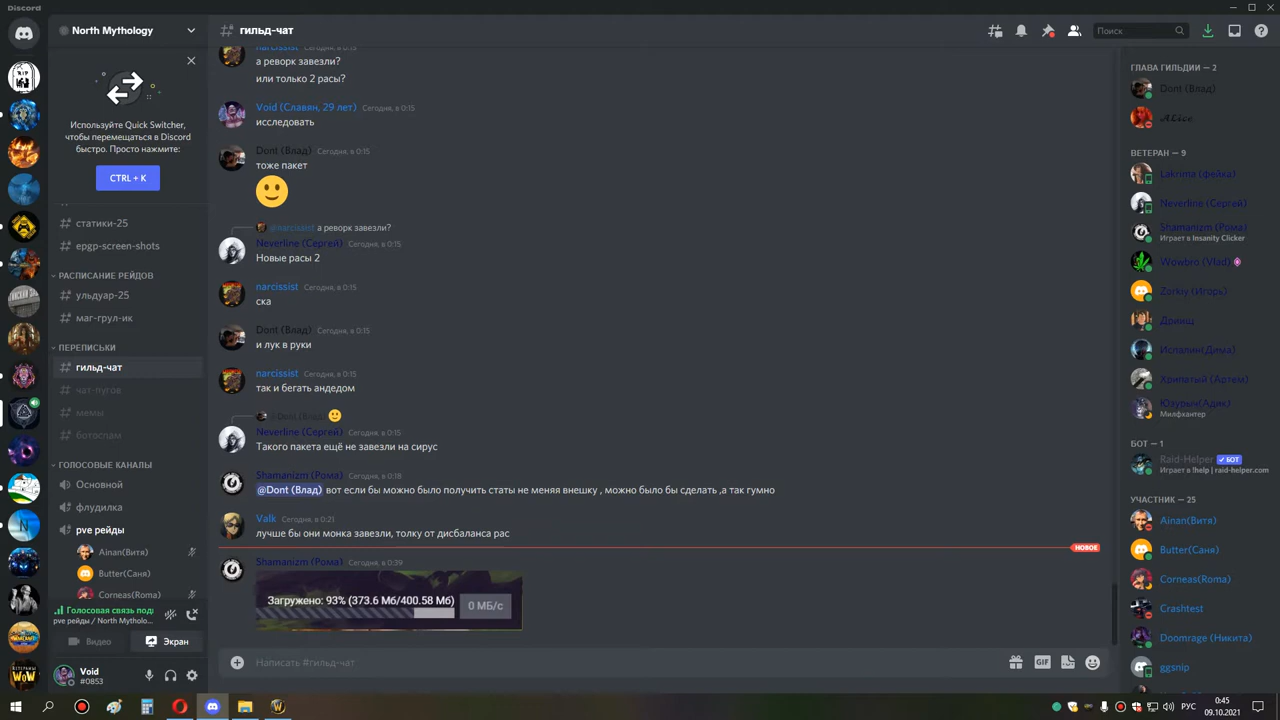 Discord
North Mythology
гильд-чат
Поиск
Используйте Quick Switcher,
чтобы перемещаться в Discord
быстро. Просто нажмите:
CTRL + K
статики-25
epgp-screen-shots
РАСПИСАНИЕ РЕЙДОВ
ульдуар-25
маг-грул-ик
ПЕРЕПИСКИ
гильд-чат
чат-пугов
мемы
ботоспам
ГОЛОСОВЫЕ КАНАЛЫ
Основной
флудилка
pve рейды
Ainan(Витя)
Butter(Саня)
Corneas(Roma)
Голосовая связь под
pve рейды / North Mytholo...
Видео
Экран
Void
#0853
narcissist Сегодня, в 0:15
а реворк завезли?
или только 2 расы?
Void (Славян, 29 лет) Сегодня, в 0:15
исследовать
Dont (Влад) Сегодня, в 0:15
тоже пакет
@narcissist а реворк завезли?
Neverline (Сергей) Сегодня, в 0:15
Новые расы 2
narcissist Сегодня, в 0:15
ска
Dont (Влад) Сегодня, в 0:15
и лук в руки
narcissist Сегодня, в 0:15
так и бегать андедом
@Dont (Влад)
Neverline (Сергей) Сегодня, в 0:15
Такого пакета ещё не завезли на сирус
Shamanizm (Рома) Сегодня, в 0:18
@Dont (Влад) вот если бы можно было получить статы не меняя внешку , можно было бы сделать ,а так гумно
Valk Сегодня, в 0:21
лучше бы они монка завезли, толку от дисбаланса рас
НОВОЕ
Shamanizm (Рома) Сегодня, в 0:39
Загружено: 93% (373.6 Мб/400.58 Мб)
0 МБ/с
Написать #гильд-чат
GIF
ГЛАВА ГИЛЬДИИ — 2
Dont (Влад)
Alice
ВЕТЕРАН — 9
Lakrinta (фейха)
Neverline (Сергей)
Shamanizm (Рома)
Играет в Insanity Clicker
Wowbro (Vlad)
Zorkiy (Игорь)
Дрвищ
Испалин(Дима)
Хрипатый (Артем)
Юзурыч(Адяк)
Милфхантер
БОТ — 1
Raid-Helper БОТ
Играет в !help | raid-helper.com
УЧАСТНИК — 25
Ainan(Витя)
Butter(Саня)
Corneas(Roma)
Crashtest
Doomrage (Никита)
ggsnip
РУС
0:45
09.10.2021